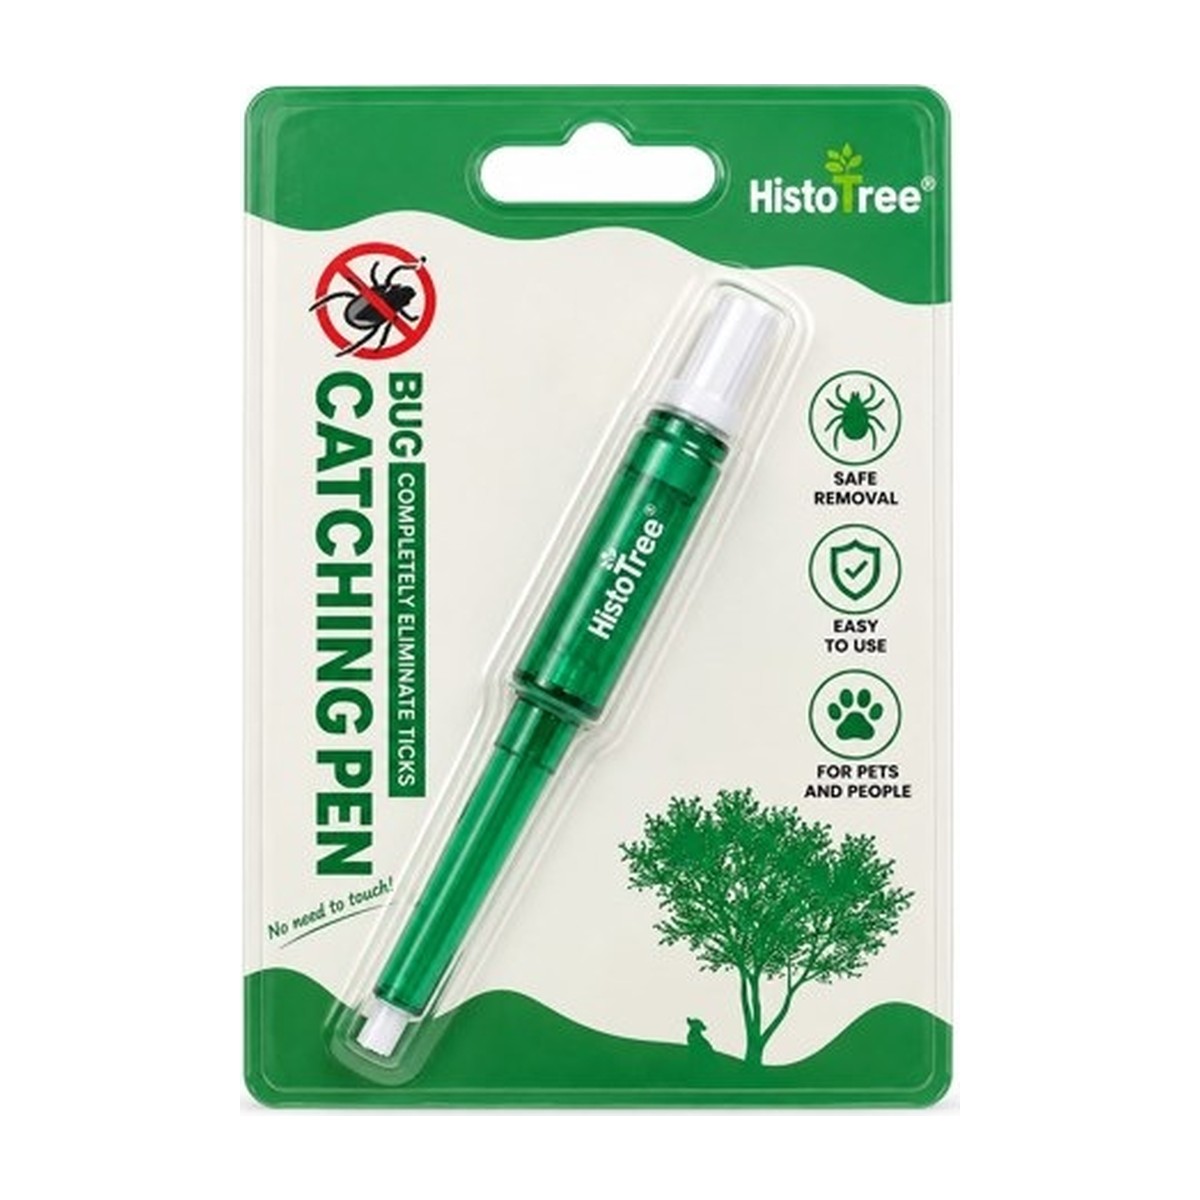 HistoTree®
BUG
COMPLETELY ELIMINATE TICKS
CATCHING PEN
No need to touch!
HistoTree®
SAFE
REMOVAL
EASY
TO USE
FOR PETS
AND PEOPLE